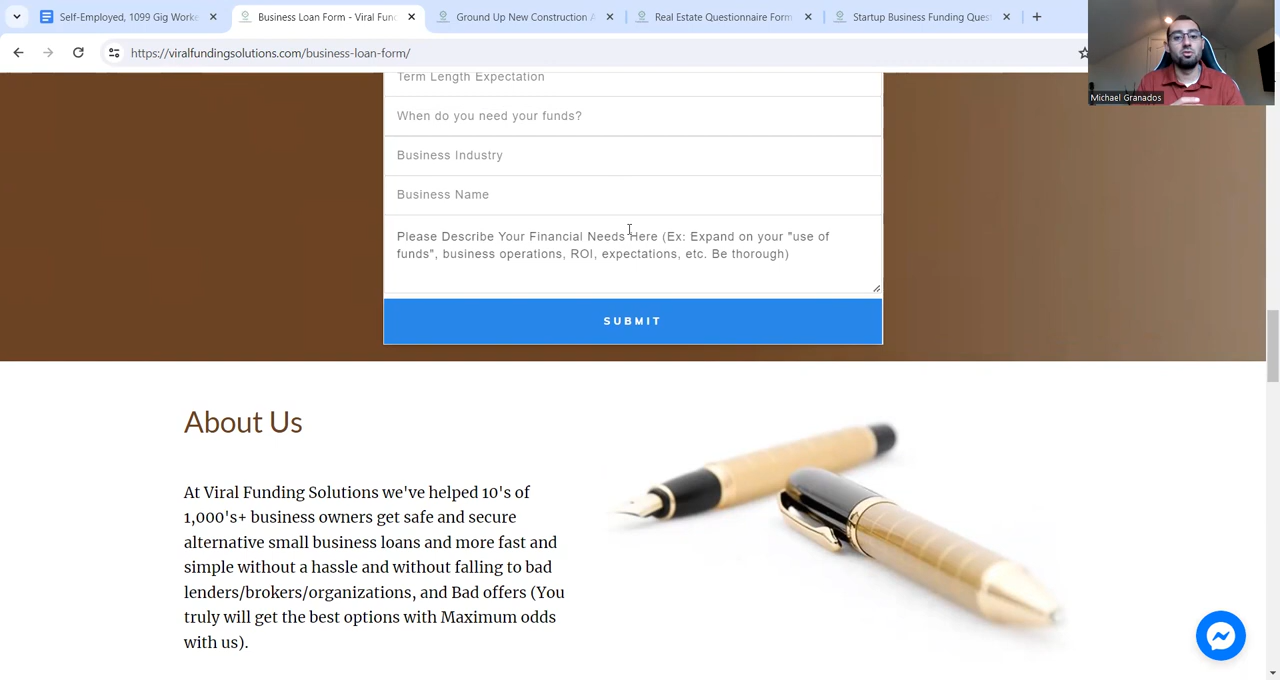 Self-Employed, 1099 Gig Worke
Business Loan Form - Viral Fun
Ground Up New Construction A
Real Estate Questionnaire Form
Startup Business Funding Ques
https://viralfundingsolutions.com/business-loan-form/
Michael Granados
Term Length Expectation
When do you need your funds?
Business Industry
Business Name
Please Describe Your Financial Needs Here (Ex: Expand on your "use of
funds", business operations, ROI, expectations, etc. Be thorough)
SUBMIT
About Us
At Viral Funding Solutions we've helped 10's of
1,000's+ business owners get safe and secure
alternative small business loans and more fast and
simple without a hassle and without falling to bad
lenders/brokers/organizations, and Bad offers (You
truly will get the best options with Maximum odds
with us).